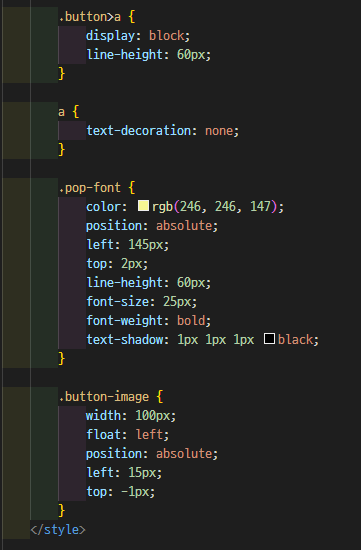 .button>a {
display: block;
line-height: 60px;
}
a {
text-decoration: none;
}
.pop-font {
color: rgb(246, 246, 147);
position: absolute;
left: 145px;
top: 2px;
line-height: 60px;
font-size: 25px;
font-weight: bold;
text-shadow: 1px 1px 1px black;
}
.button-image {
width: 100px;
float: left;
position: absolute;
left: 15px;
top: -1px;
}
</style>